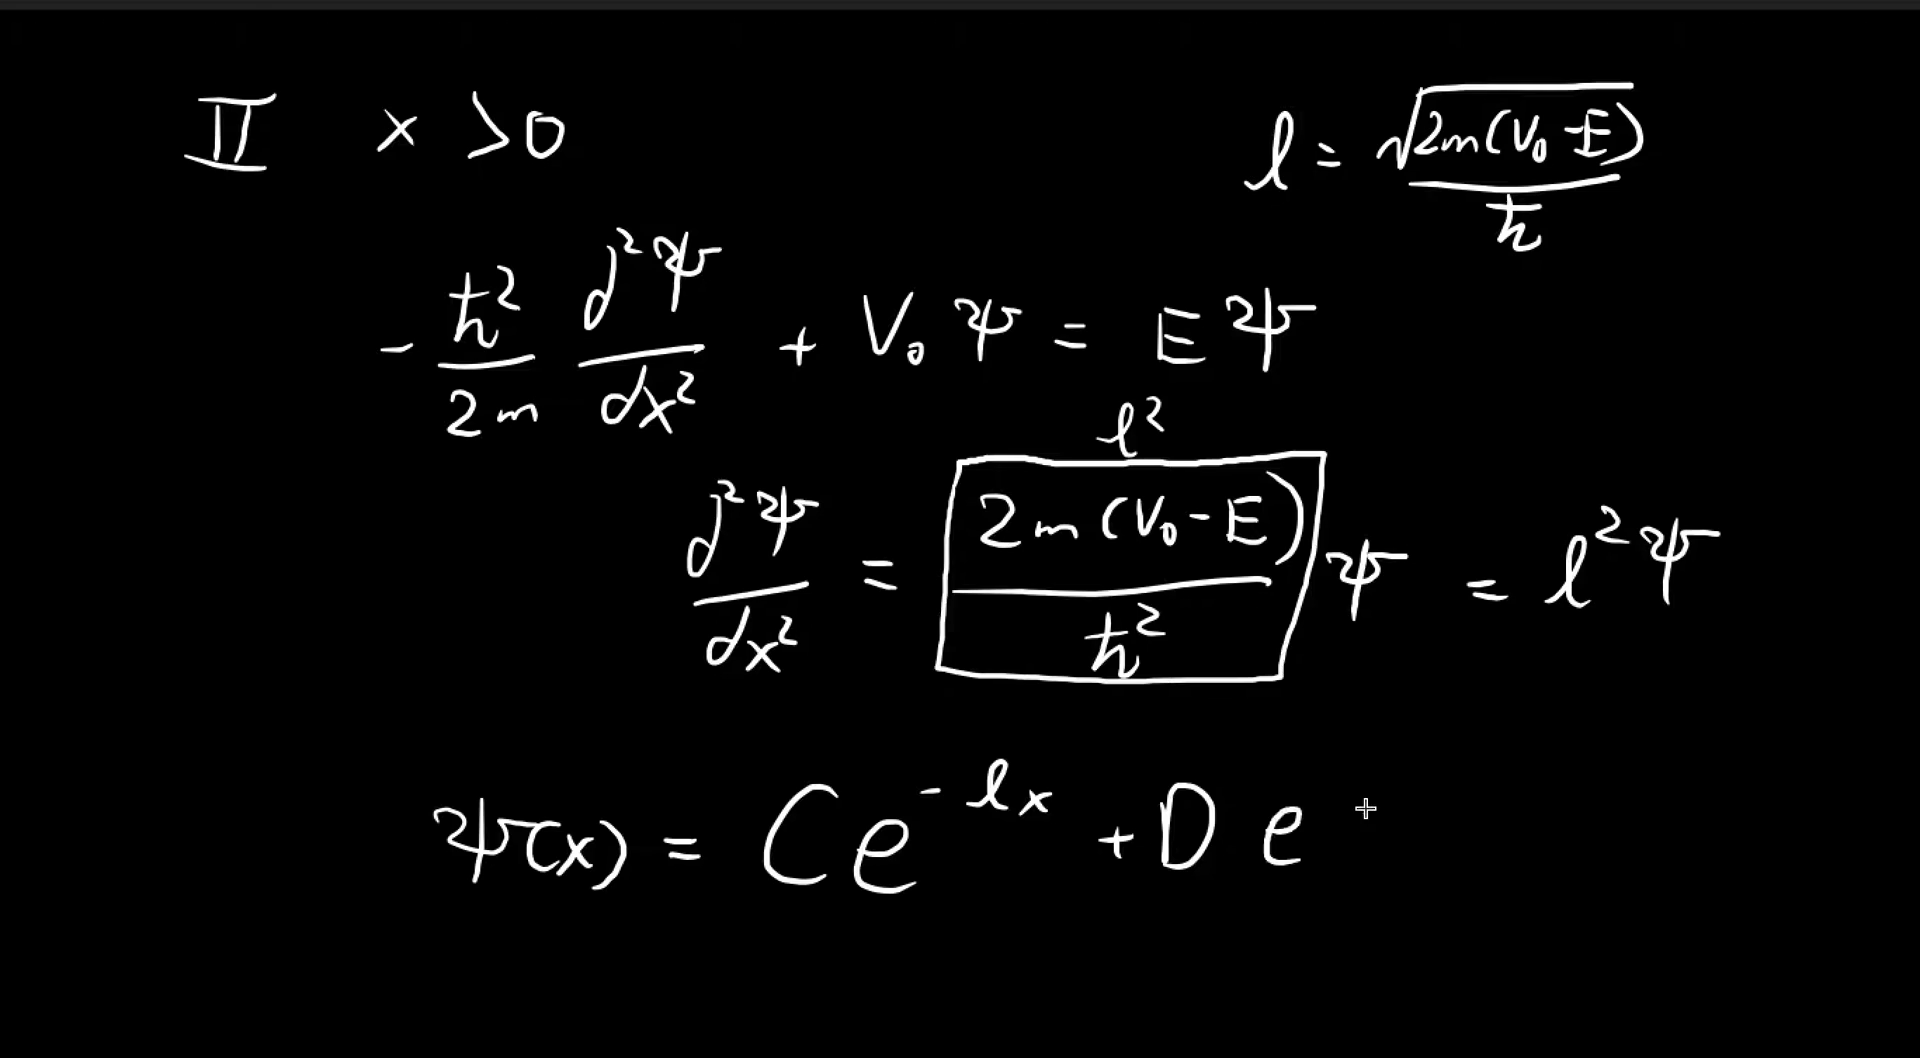 II x > 0
l = √(2m(V₀ - E)) / ħ
- ħ²/2m d²ψ/dx² + V₀ψ = Eψ
l²
d²ψ/dx² = 2m(V₀ - E)/ħ² ψ = l²ψ
ψ(x) = Ce^(-lx) + D e